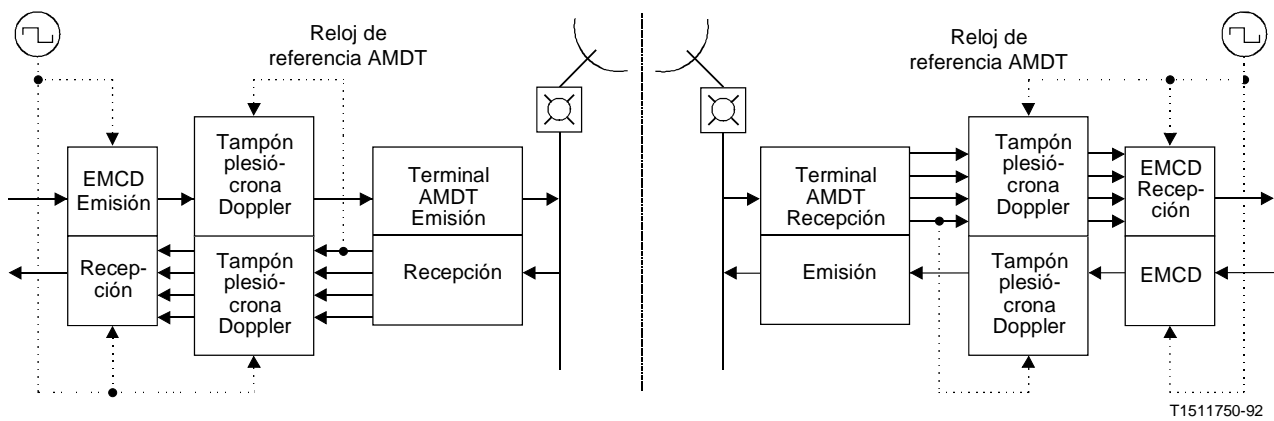 Reloj de
referencia AMDT
EMCD
Emisión
Recep-
ción
Tampón
plesió-
crona
Doppler
Tampón
plesió-
crona
Doppler
Terminal
AMDT
Emisión
Recepción
Reloj de
referencia AMDT
Terminal
AMDT
Recepción
Emisión
Tampón
plesió-
crona
Doppler
Tampón
plesió-
crona
Doppler
EMCD
Recep-
ción
EMCD
T1511750-92